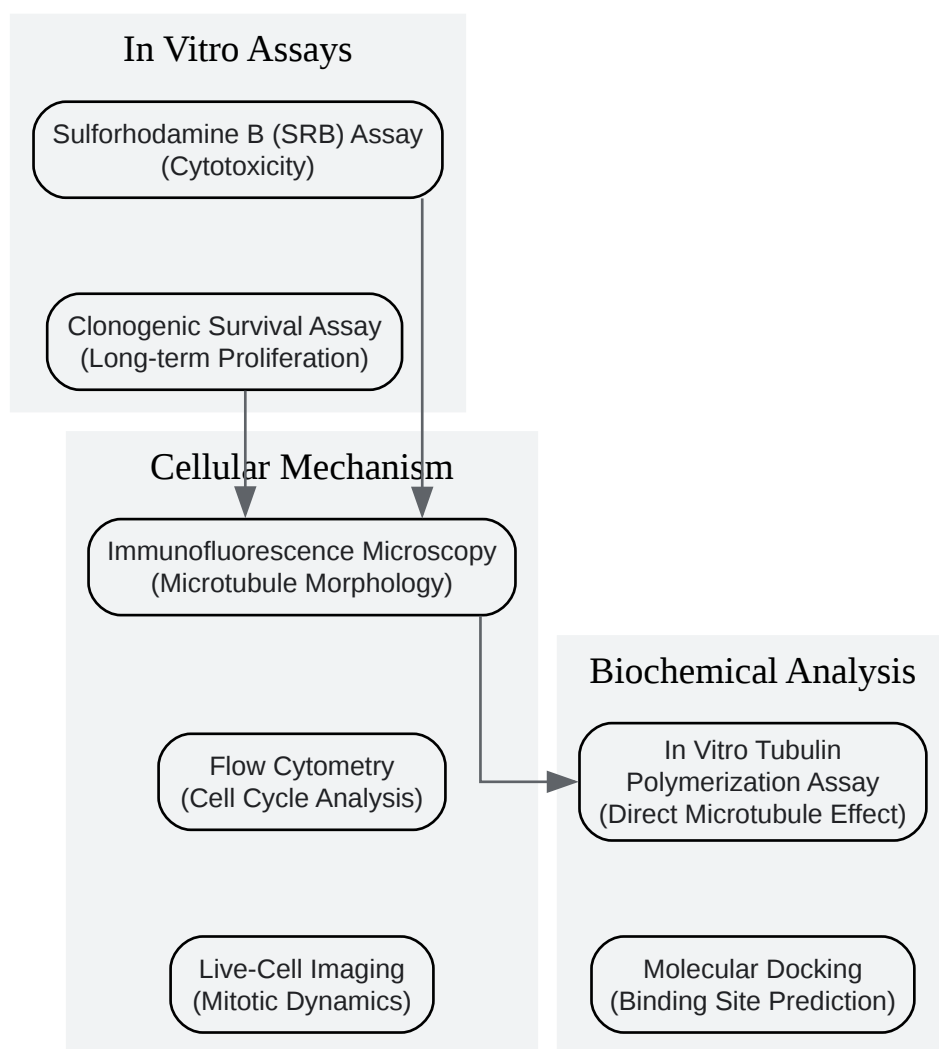 In Vitro Assays
Sulforhodamine B (SRB) Assay
(Cytotoxicity)
Clonogenic Survival Assay
(Long-term Proliferation)
Cellular Mechanism
Immunofluorescence Microscopy
(Microtubule Morphology)
Flow Cytometry
(Cell Cycle Analysis)
Live-Cell Imaging
(Mitotic Dynamics)
Biochemical Analysis
In Vitro Tubulin
Polymerization Assay
(Direct Microtubule Effect)
Molecular Docking
(Binding Site Prediction)